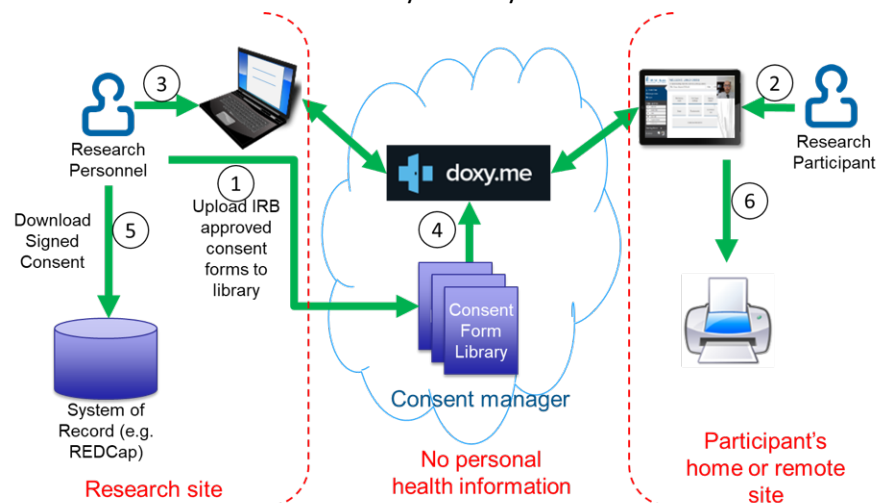 3
2
Research
Personnel
doxy.me
Research
Participant
1
Upload IRB
approved
consent
forms to
library
4
6
Download
Signed
Consent
5
Consent
Form
Library
System of
Record (e.g.
REDCap)
Consent manager
No personal
health information
Participant's
home or remote
site
Research site